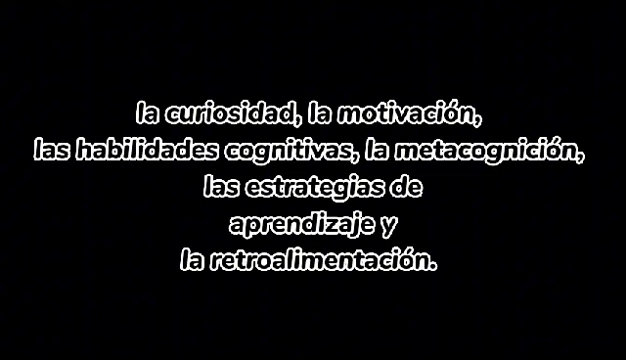 la curiosidad, la motivación,
las habilidades cognitivas, la metacognición,
las estrategias de
aprendizaje y
la retroalimentación.